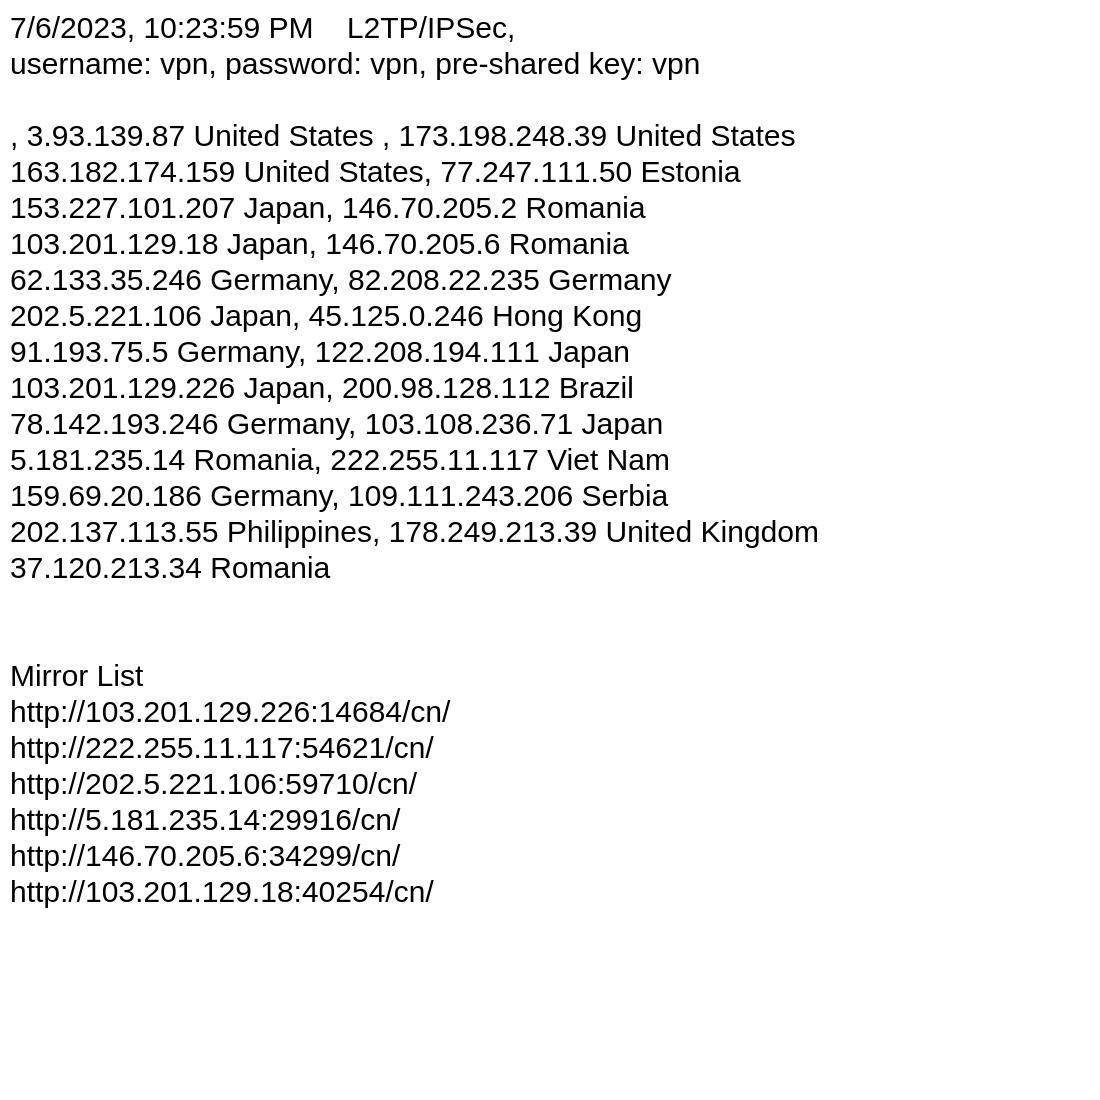 7/6/2023, 10:23:59 PM    L2TP/IPSec,
username: vpn, password: vpn, pre-shared key: vpn
, 3.93.139.87 United States , 173.198.248.39 United States
163.182.174.159 United States, 77.247.111.50 Estonia
153.227.101.207 Japan, 146.70.205.2 Romania
103.201.129.18 Japan, 146.70.205.6 Romania
62.133.35.246 Germany, 82.208.22.235 Germany
202.5.221.106 Japan, 45.125.0.246 Hong Kong
91.193.75.5 Germany, 122.208.194.111 Japan
103.201.129.226 Japan, 200.98.128.112 Brazil
78.142.193.246 Germany, 103.108.236.71 Japan
5.181.235.14 Romania, 222.255.11.117 Viet Nam
159.69.20.186 Germany, 109.111.243.206 Serbia
202.137.113.55 Philippines, 178.249.213.39 United Kingdom
37.120.213.34 Romania
Mirror List
http://103.201.129.226:14684/cn/
http://222.255.11.117:54621/cn/
http://202.5.221.106:59710/cn/
http://5.181.235.14:29916/cn/
http://146.70.205.6:34299/cn/
http://103.201.129.18:40254/cn/